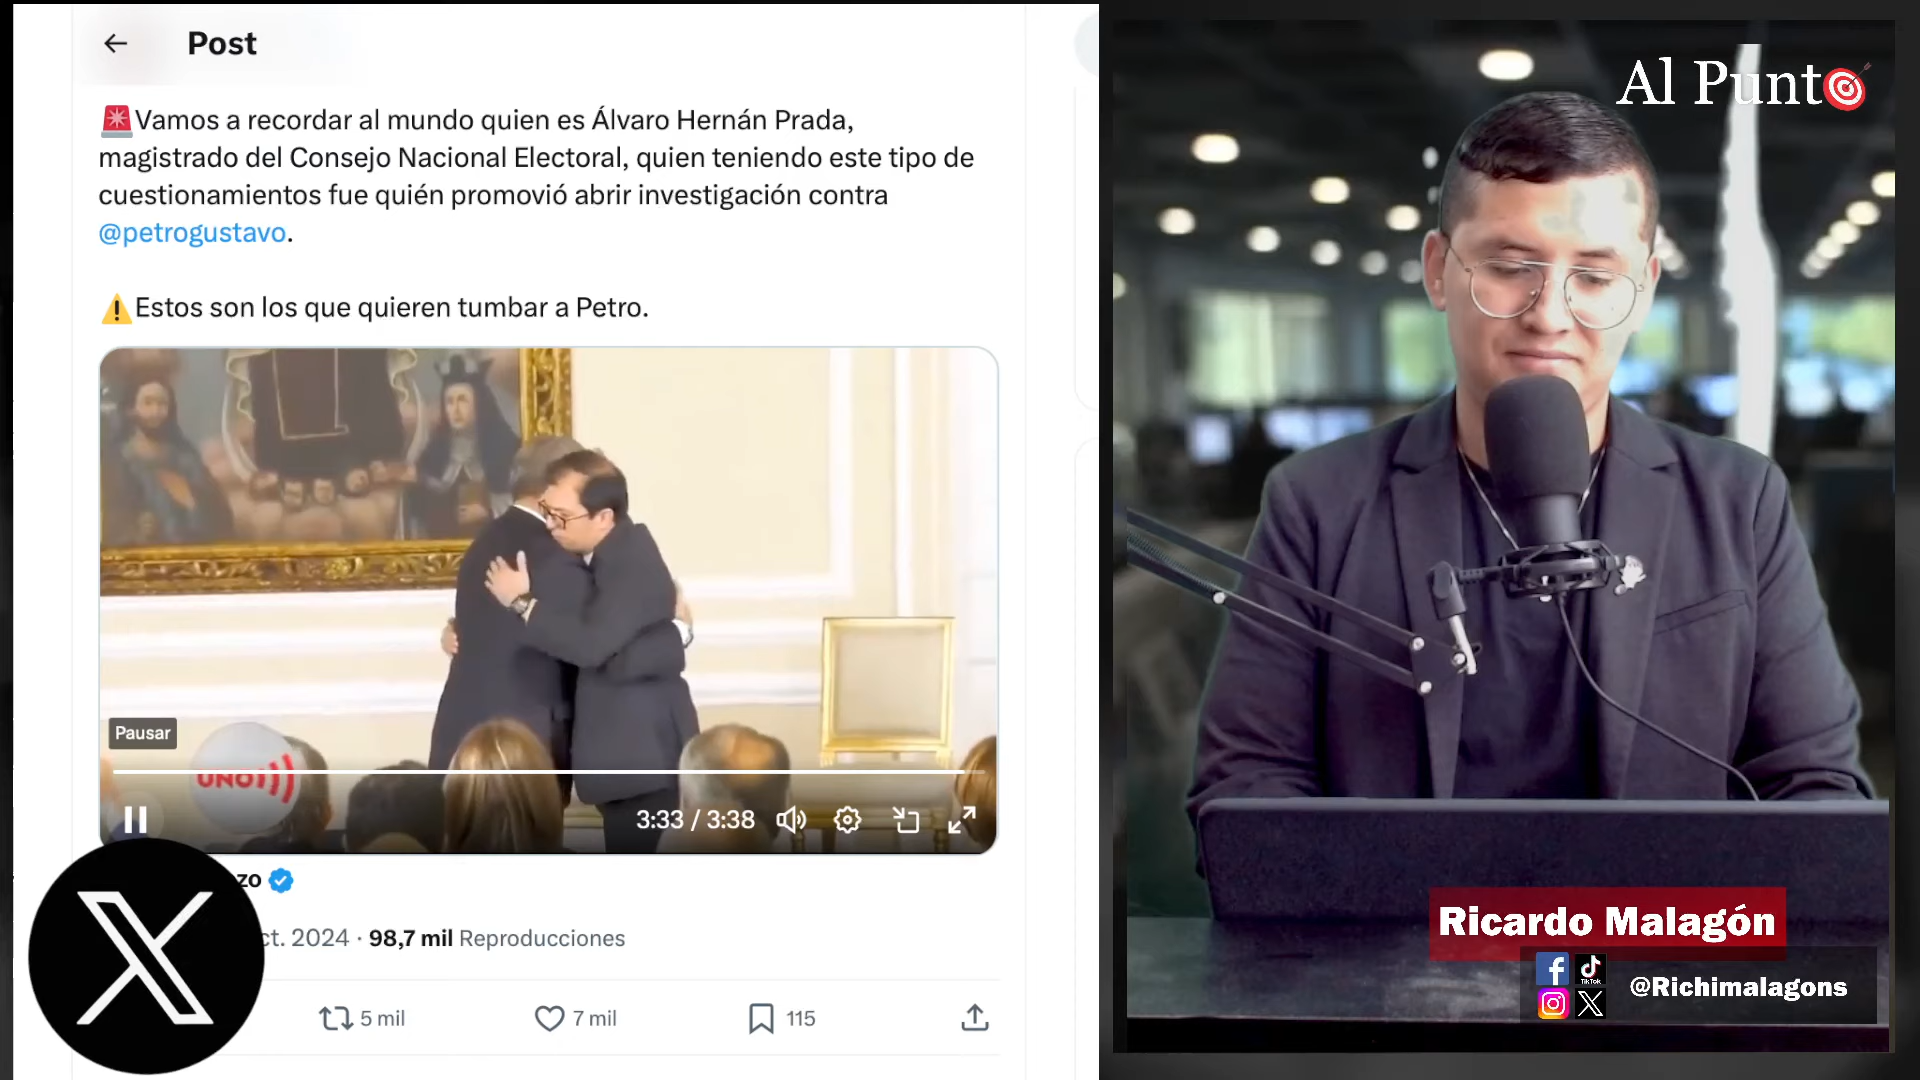 Post
Vamos a recordar al mundo quien es Álvaro Hernán Prada,
magistrado del Consejo Nacional Electoral, quien teniendo este tipo de
cuestionamientos fue quién promovió abrir investigación contra
@petrogustavo.
Estos son los que quieren tumbar a Petro.
Pausar
UNO
3:33 / 3:38
zo
ct. 2024 · 98,7 mil Reproducciones
5 mil
7 mil
115
Al Punto
Ricardo Malagón
TikTok
@Richimalagons